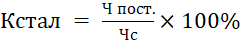 Кстал = Ч пост. / Чс × 100%